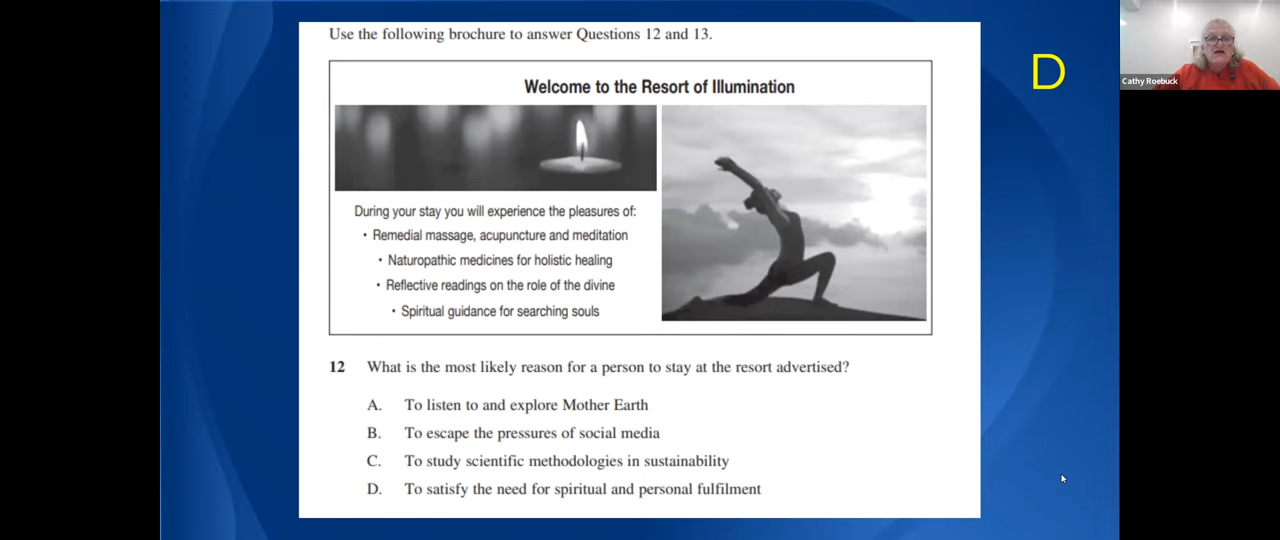 Use the following brochure to answer Questions 12 and 13.
Welcome to the Resort of Illumination
During your stay you will experience the pleasures of:
• Remedial massage, acupuncture and meditation
• Naturopathic medicines for holistic healing
• Reflective readings on the role of the divine
• Spiritual guidance for searching souls
12 What is the most likely reason for a person to stay at the resort advertised?
A. To listen to and explore Mother Earth
B. To escape the pressures of social media
C. To study scientific methodologies in sustainability
D. To satisfy the need for spiritual and personal fulfilment
D
Cathy Roebuck